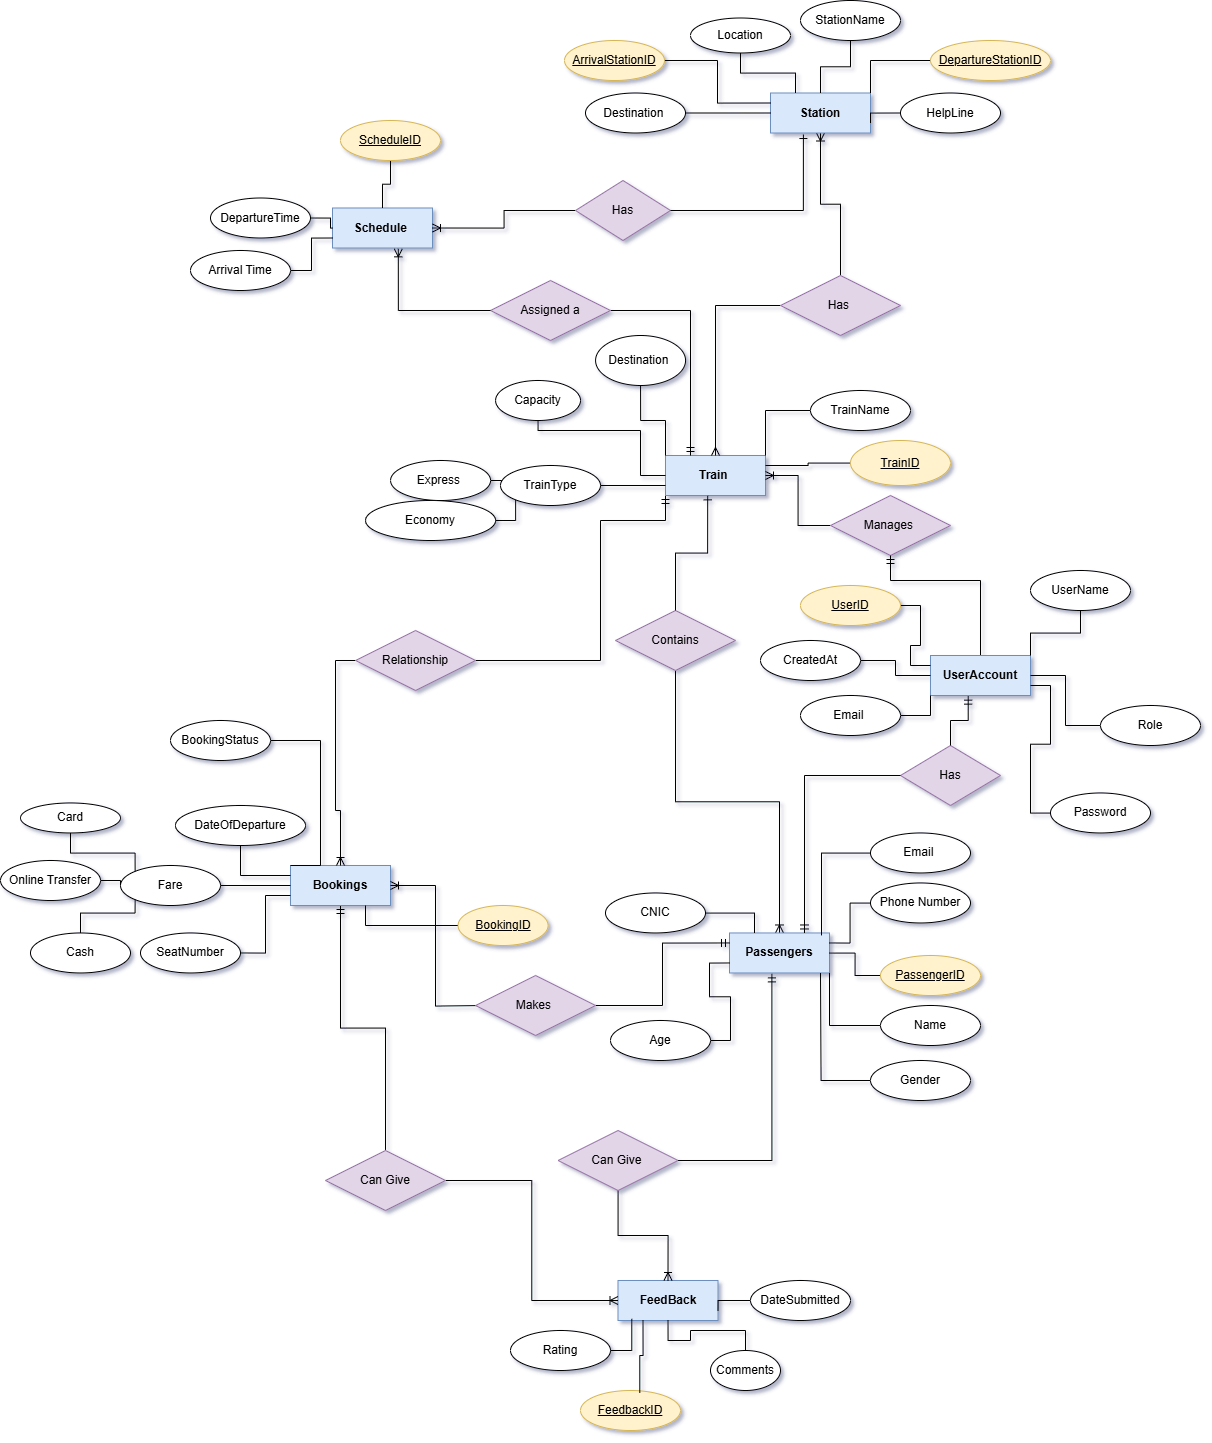 StationName
Location
ArrivalStationID
DepartureStationID
Destination
Station
HelpLine
ScheduleID
Has
DepartureTime
Schedule
Arrival Time
Has
Assigned a
Destination
Capacity
TrainName
TrainID
Train
Express
TrainType
Economy
Manages
UserName
UserID
Contains
CreatedAt
Relationship
UserAccount
Email
Role
BookingStatus
Has
Password
Card
DateOfDeparture
Email
Online Transfer
Fare
Bookings
Phone Number
CNIC
BookingID
Cash
SeatNumber
Passengers
PassengerID
Makes
Name
Age
Gender
Can Give
Can Give
FeedBack
DateSubmitted
Rating
Comments
FeedbackID